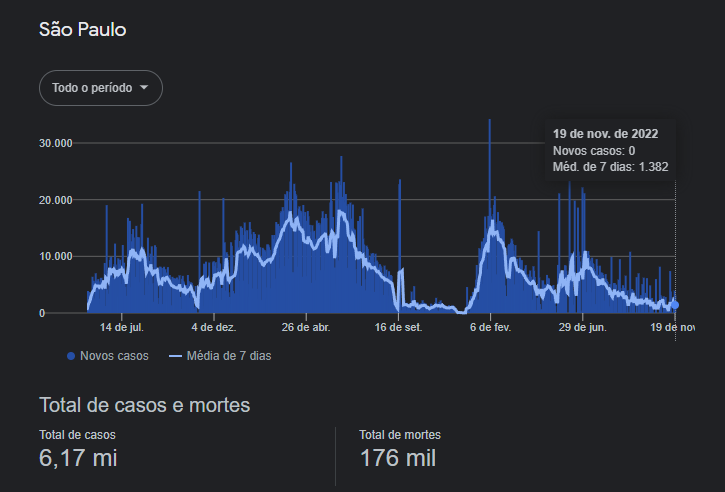 São Paulo
Todo o período
30.000
20.000
10.000
0
19 de nov. de 2022
Novos casos: 0
Méd. de 7 dias: 1.382
14 de jul.
4 de dez.
26 de abr.
16 de set.
6 de fev.
29 de jun.
19 de nov
Novos casos
Média de 7 dias
Total de casos e mortes
Total de casos
6,17 mi
Total de mortes
176 mil